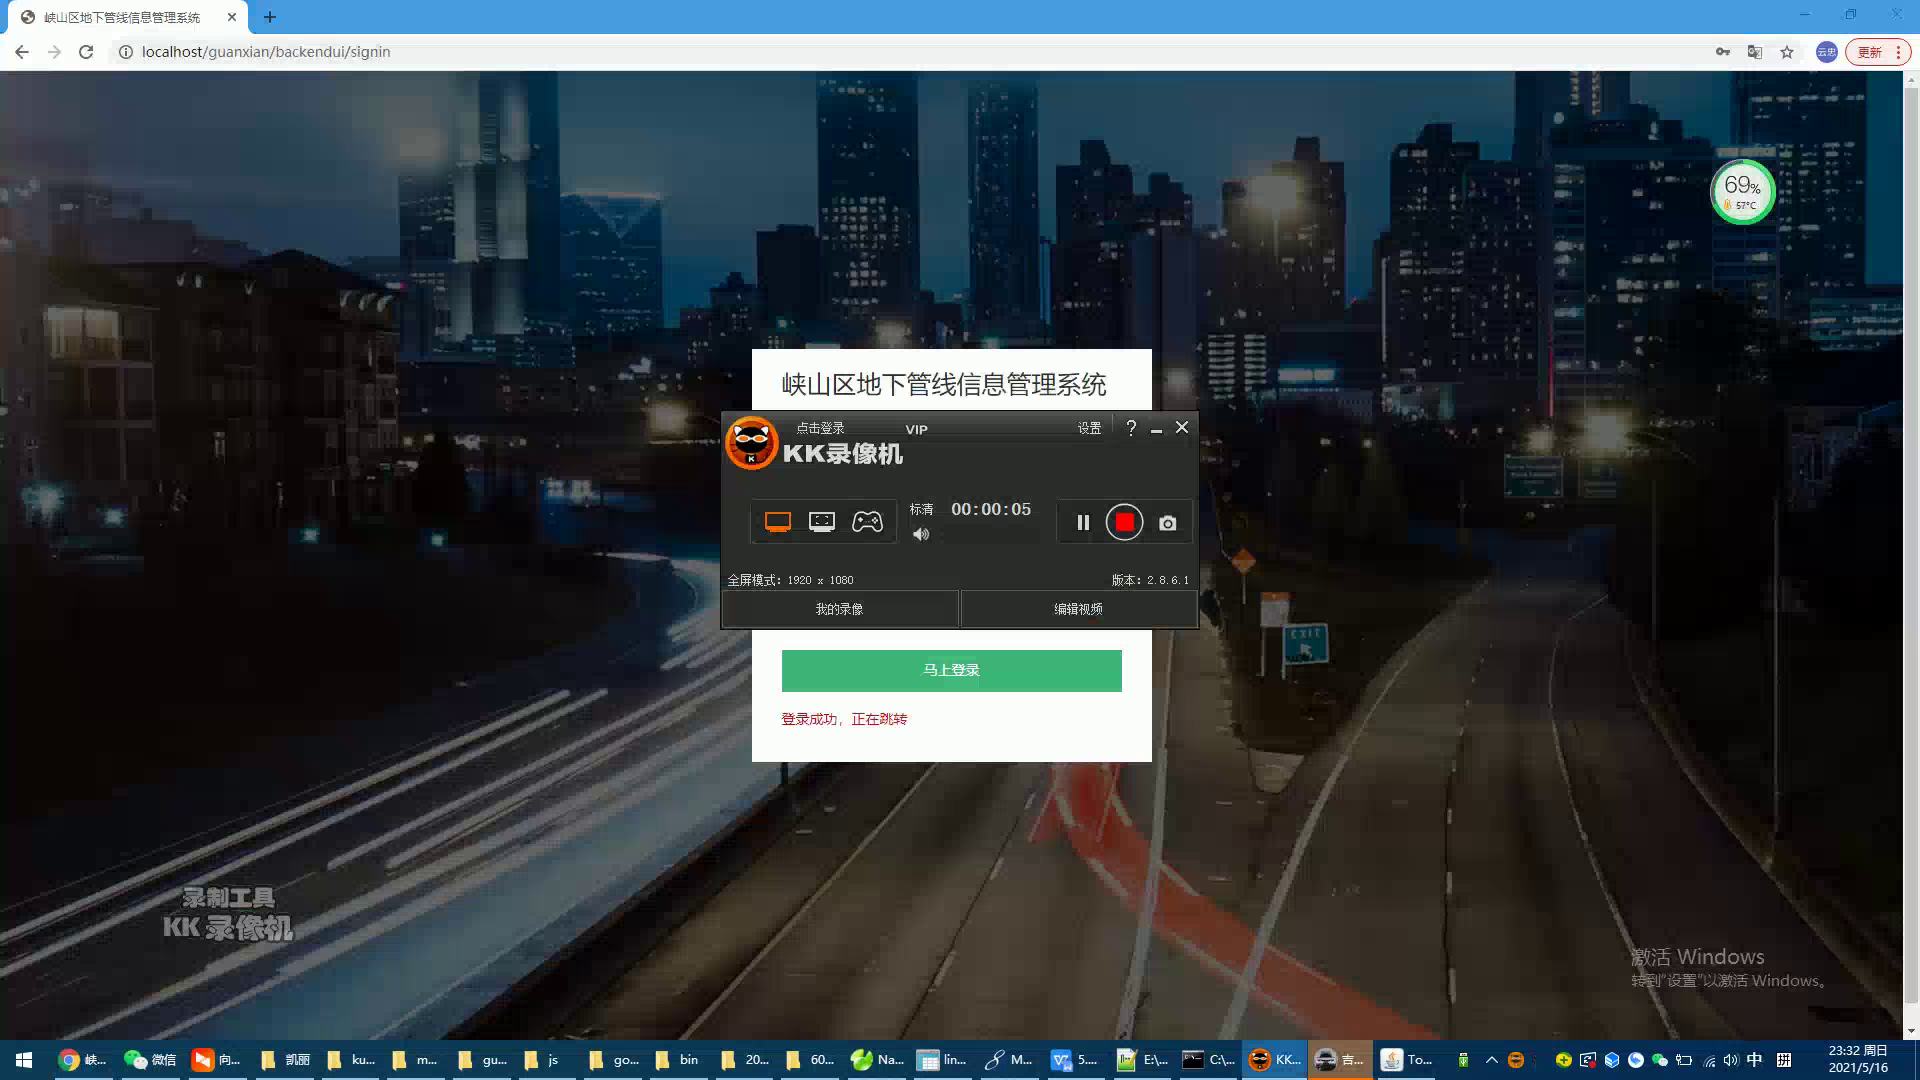 峡山区地下管线信息管理系统
localhost/guanxian/backendui/signin
云忠
更新
69%
57°C
峡山区地下管线信息管理系统
点击登录
VIP
设置
KK录像机
标清
00:00:05
全屏模式: 1920 x 1080
版本: 2.8.6.1
我的录像
编辑视频
EXIT
马上登录
登录成功，正在跳转
录制工具
KK 录像机
激活 Windows
转到"设置"以激活 Windows。
峡...
微信
向...
凯丽
ku...
m...
gu...
js
go...
bin
20...
60...
Na...
lin...
M...
5....
E:\...
C:\...
KK...
吉...
To...
中
拼
23:32 周日
2021/5/16